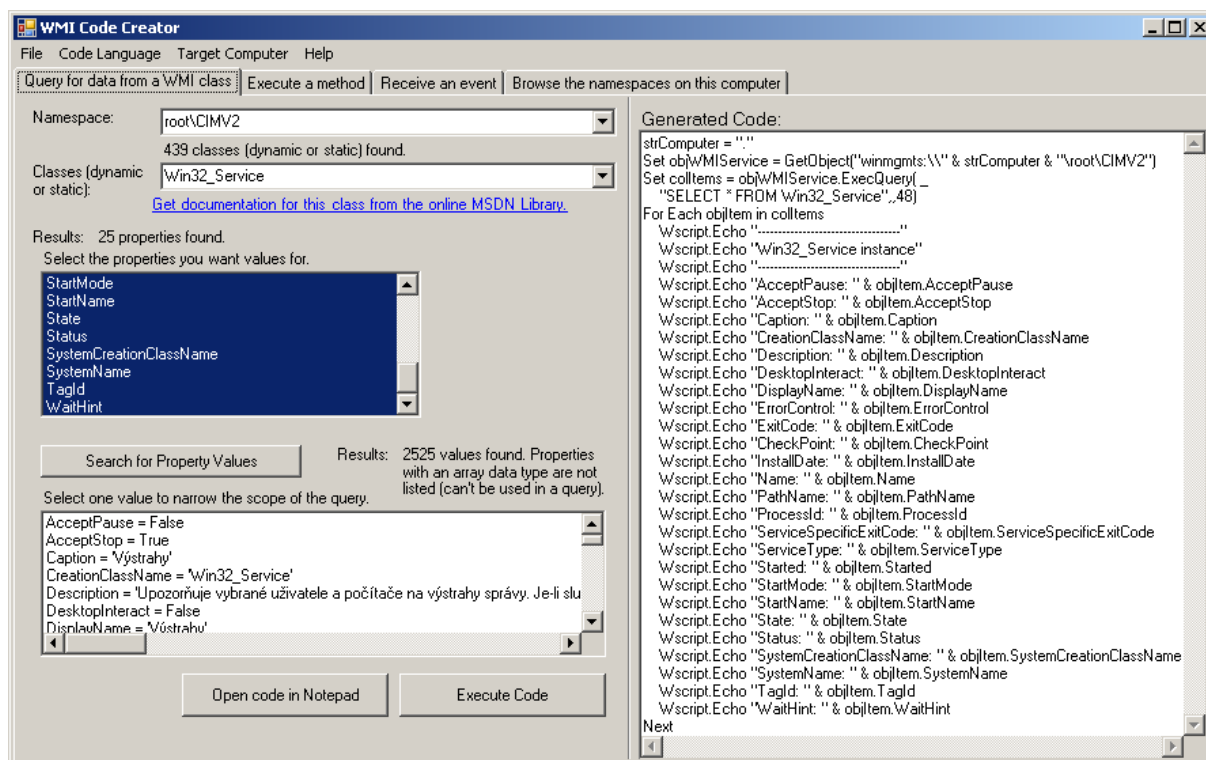 WMI Code Creator
File Code Language Target Computer Help
Query for data from a WMI class Execute a method Receive an event Browse the namespaces on this computer
Namespace: root\CIMV2
439 classes (dynamic or static) found.
Classes (dynamic or static): Win32_Service
Get documentation for this class from the online MSDN Library.
Results: 25 properties found.
Select the properties you want values for.
StartMode
StartName
State
Status
SystemCreationClassName
SystemName
TagId
WaitHint
Search for Property Values
Results: 2525 values found. Properties
with an array data type are not
listed (can't be used in a query).
Select one value to narrow the scope of the query.
AcceptPause = False
AcceptStop = True
Caption = 'Výstrahy'
CreationClassName = 'Win32_Service'
Description = 'Upozorňuje vybrané uživatele a počítače na výstrahy správy. Je-li slu
DesktopInteract = False
DisplayName = 'Výstrahy'
Open code in Notepad Execute Code
Generated Code:
strComputer = "."
Set objWMIService = GetObject("winmgmts:\\" & strComputer & "\root\CIMV2")
Set colItems = objWMIService.ExecQuery( _
"SELECT * FROM Win32_Service",,48)
For Each objItem in colItems
Wscript.Echo "-----------------------------------"
Wscript.Echo "Win32_Service instance"
Wscript.Echo "-----------------------------------"
Wscript.Echo "AcceptPause: " & objItem.AcceptPause
Wscript.Echo "AcceptStop: " & objItem.AcceptStop
Wscript.Echo "Caption: " & objItem.Caption
Wscript.Echo "CreationClassName: " & objItem.CreationClassName
Wscript.Echo "Description: " & objItem.Description
Wscript.Echo "DesktopInteract: " & objItem.DesktopInteract
Wscript.Echo "DisplayName: " & objItem.DisplayName
Wscript.Echo "ErrorControl: " & objItem.ErrorControl
Wscript.Echo "ExitCode: " & objItem.ExitCode
Wscript.Echo "CheckPoint: " & objItem.CheckPoint
Wscript.Echo "InstallDate: " & objItem.InstallDate
Wscript.Echo "Name: " & objItem.Name
Wscript.Echo "PathName: " & objItem.PathName
Wscript.Echo "ProcessId: " & objItem.ProcessId
Wscript.Echo "ServiceSpecificExitCode: " & objItem.ServiceSpecificExitCode
Wscript.Echo "ServiceType: " & objItem.ServiceType
Wscript.Echo "Started: " & objItem.Started
Wscript.Echo "StartMode: " & objItem.StartMode
Wscript.Echo "StartName: " & objItem.StartName
Wscript.Echo "State: " & objItem.State
Wscript.Echo "Status: " & objItem.Status
Wscript.Echo "SystemCreationClassName: " & objItem.SystemCreationClassName
Wscript.Echo "SystemName: " & objItem.SystemName
Wscript.Echo "TagId: " & objItem.TagId
Wscript.Echo "WaitHint: " & objItem.WaitHint
Next